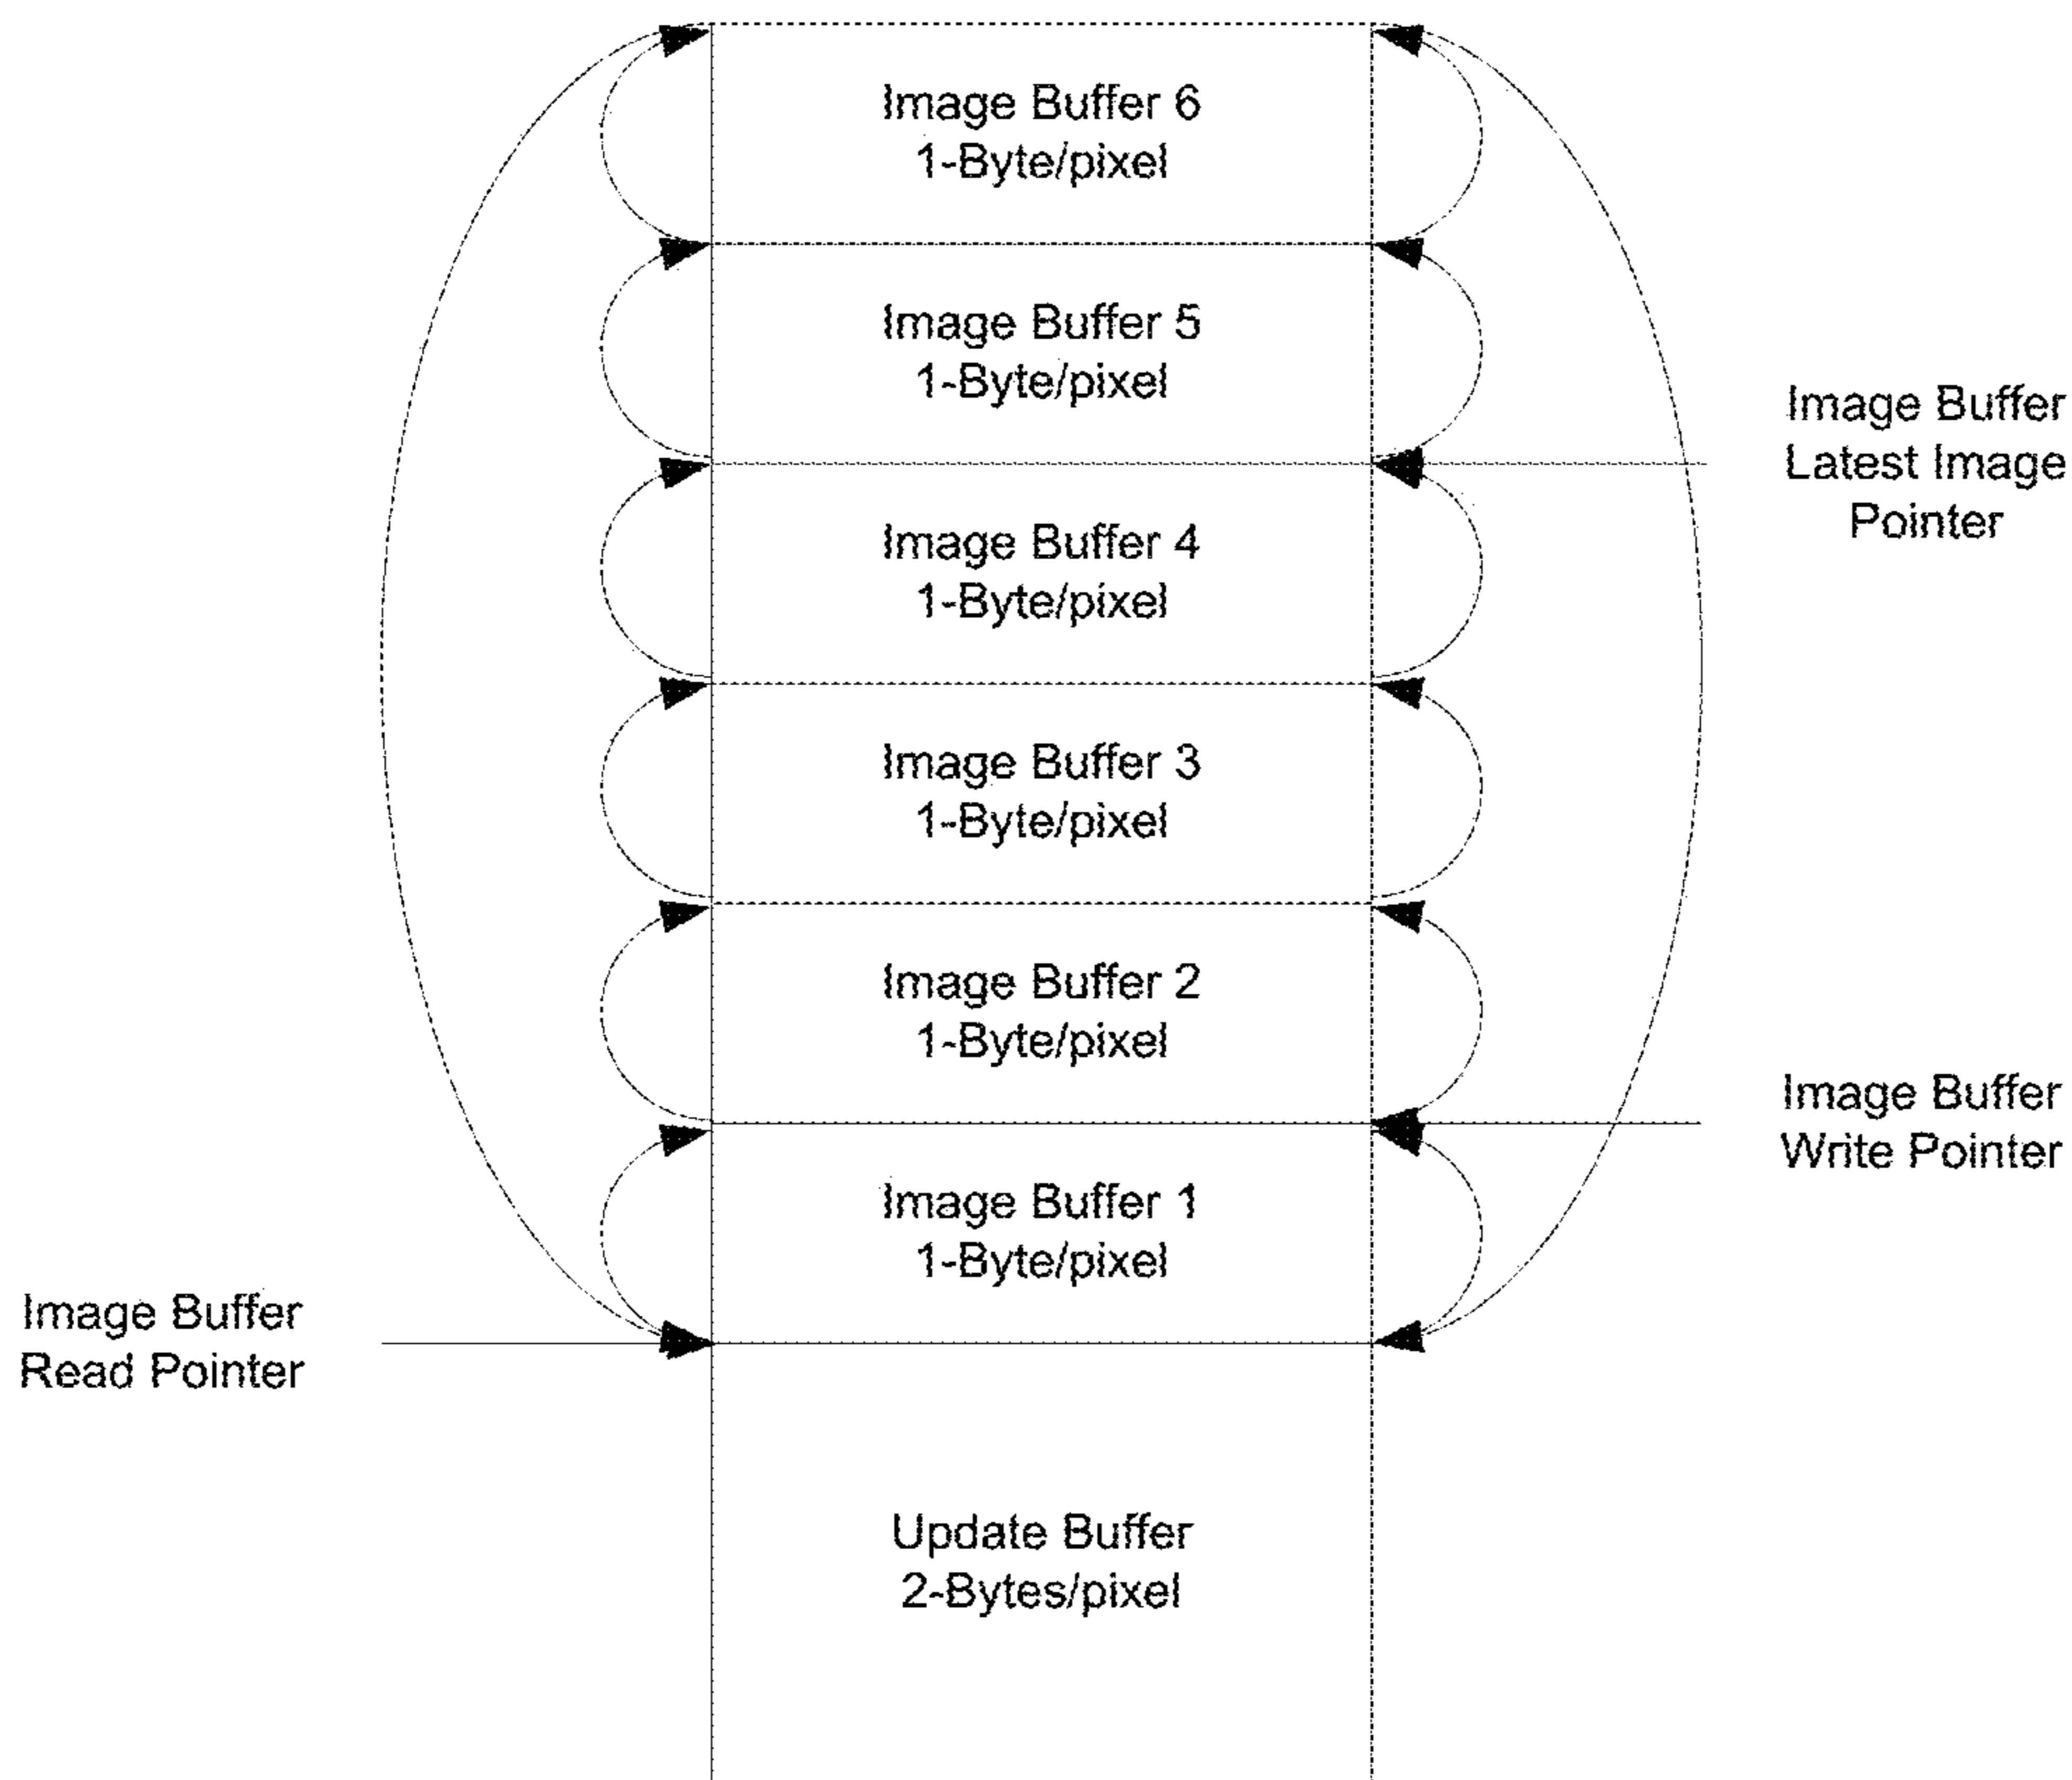 Image Buffer 6
1-Byte/pixel
Image Buffer 5
1-Byte/pixel
Image Buffer
Latest Image
Pointer
Image Buffer 4
1-Byte/pixel
Image Buffer 3
1-Byte/pixel
Image Buffer 2
1-Byte/pixel
Image Buffer
Write Pointer
Image Buffer 1
1-Byte/pixel
Image Buffer
Read Pointer
Update Buffer
2-Bytes/pixel